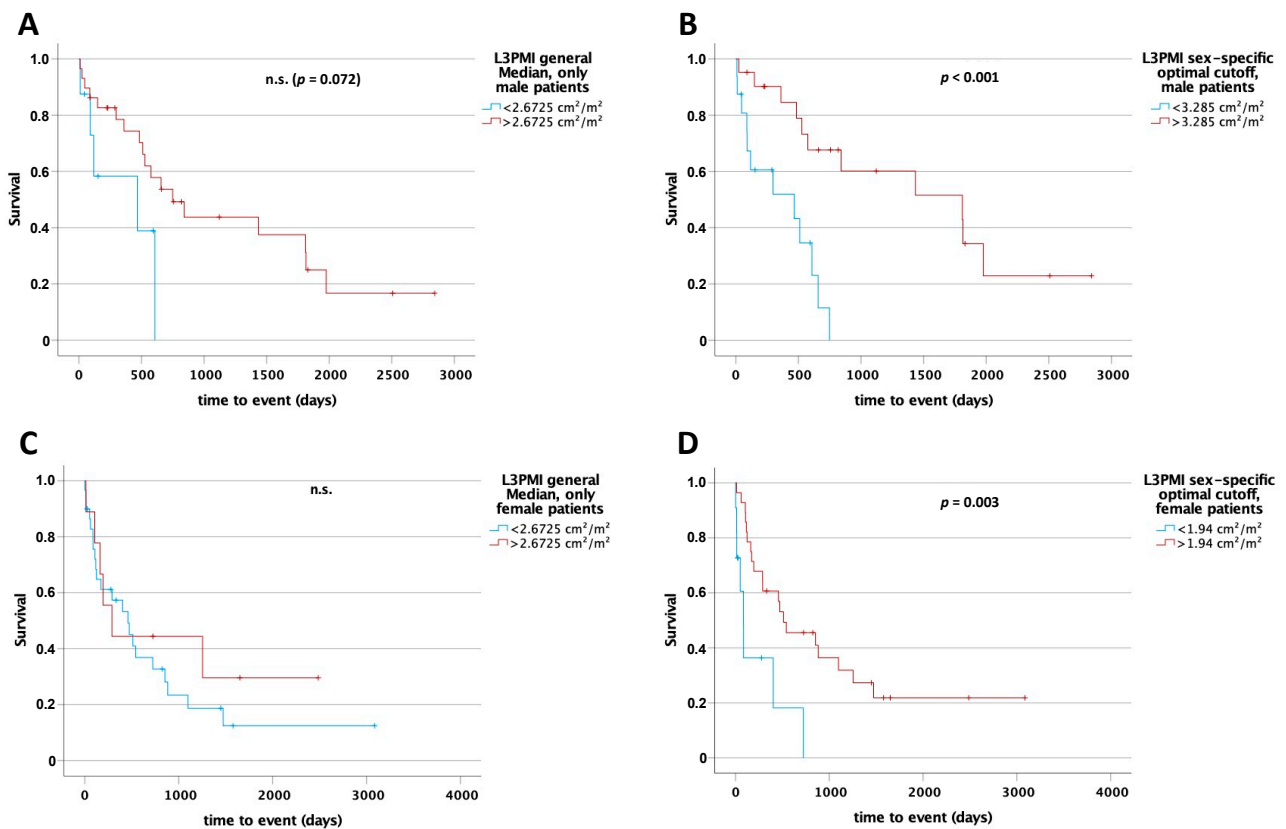 A
L3PMI general
Median, only
male patients
<2.6725 cm²/m²
>2.6725 cm²/m²
n.s. (p = 0.072)
1.0
0.8
0.6
0.4
0.2
0
Survival
0 500 1000 1500 2000 2500 3000
time to event (days)
B
L3PMI sex-specific
optimal cutoff,
male patients
<3.285 cm²/m²
>3.285 cm²/m²
p < 0.001
1.0
0.8
0.6
0.4
0.2
0
Survival
0 500 1000 1500 2000 2500 3000
time to event (days)
C
L3PMI general
Median, only
female patients
<2.6725 cm²/m²
>2.6725 cm²/m²
n.s.
1.0
0.8
0.6
0.4
0.2
0
Survival
0 1000 2000 3000 4000
time to event (days)
D
L3PMI sex-specific
optimal cutoff,
female patients
<1.94 cm²/m²
>1.94 cm²/m²
p = 0.003
1.0
0.8
0.6
0.4
0.2
0
Survival
0 1000 2000 3000 4000
time to event (days)